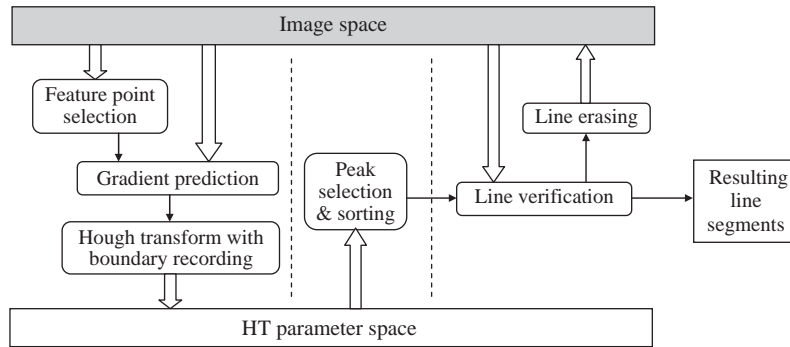 Image space
Feature point
selection
Gradient prediction
Hough transform with
boundary recording
Peak
selection
& sorting
Line erasing
Line verification
Resulting
line
segments
HT parameter space